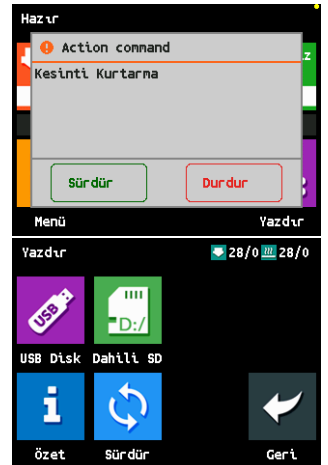 Hazır
Action command
Kesinti Kurtarma
z
Sürdür
Durdur
Menü
Yazdır
Yazdır
28/0
28/0
USB
D:/
USB Disk
Dahili SD
Özet
Sürdür
Geri